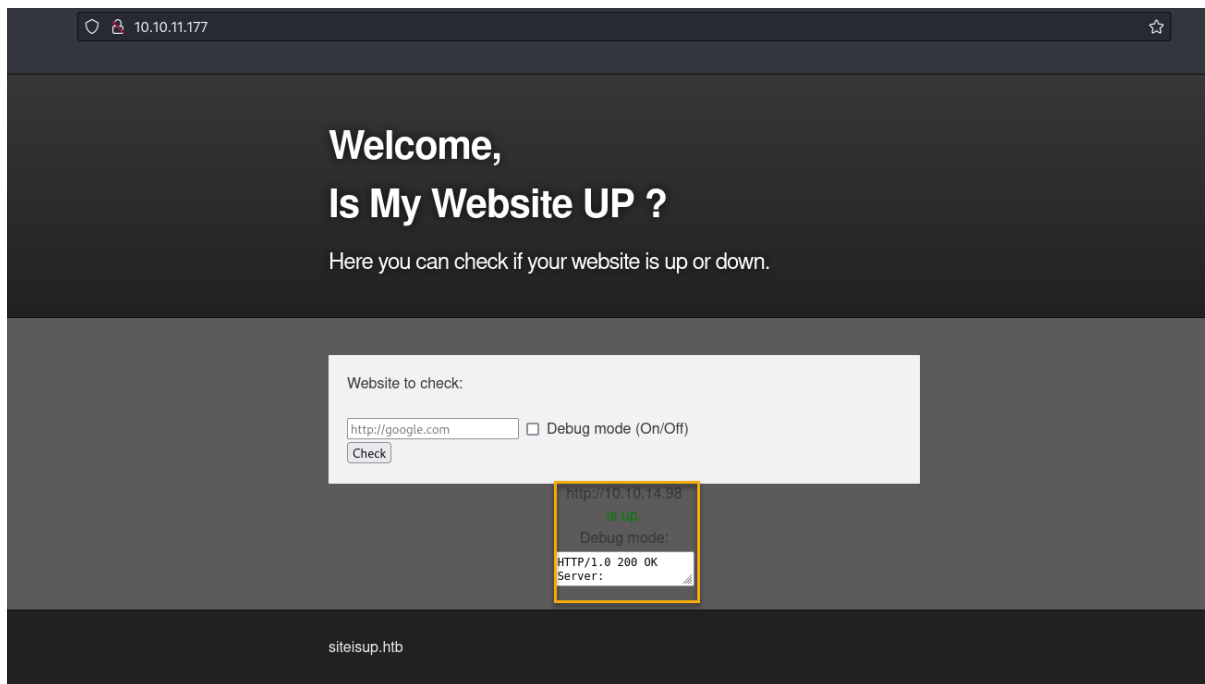 10.10.11.177
Welcome,
Is My Website UP ?
Here you can check if your website is up or down.
Website to check:
http://google.com Debug mode (On/Off)
Check
http://10.10.14.98
is up.
Debug mode:
HTTP/1.0 200 OK
Server:
siteisup.htb